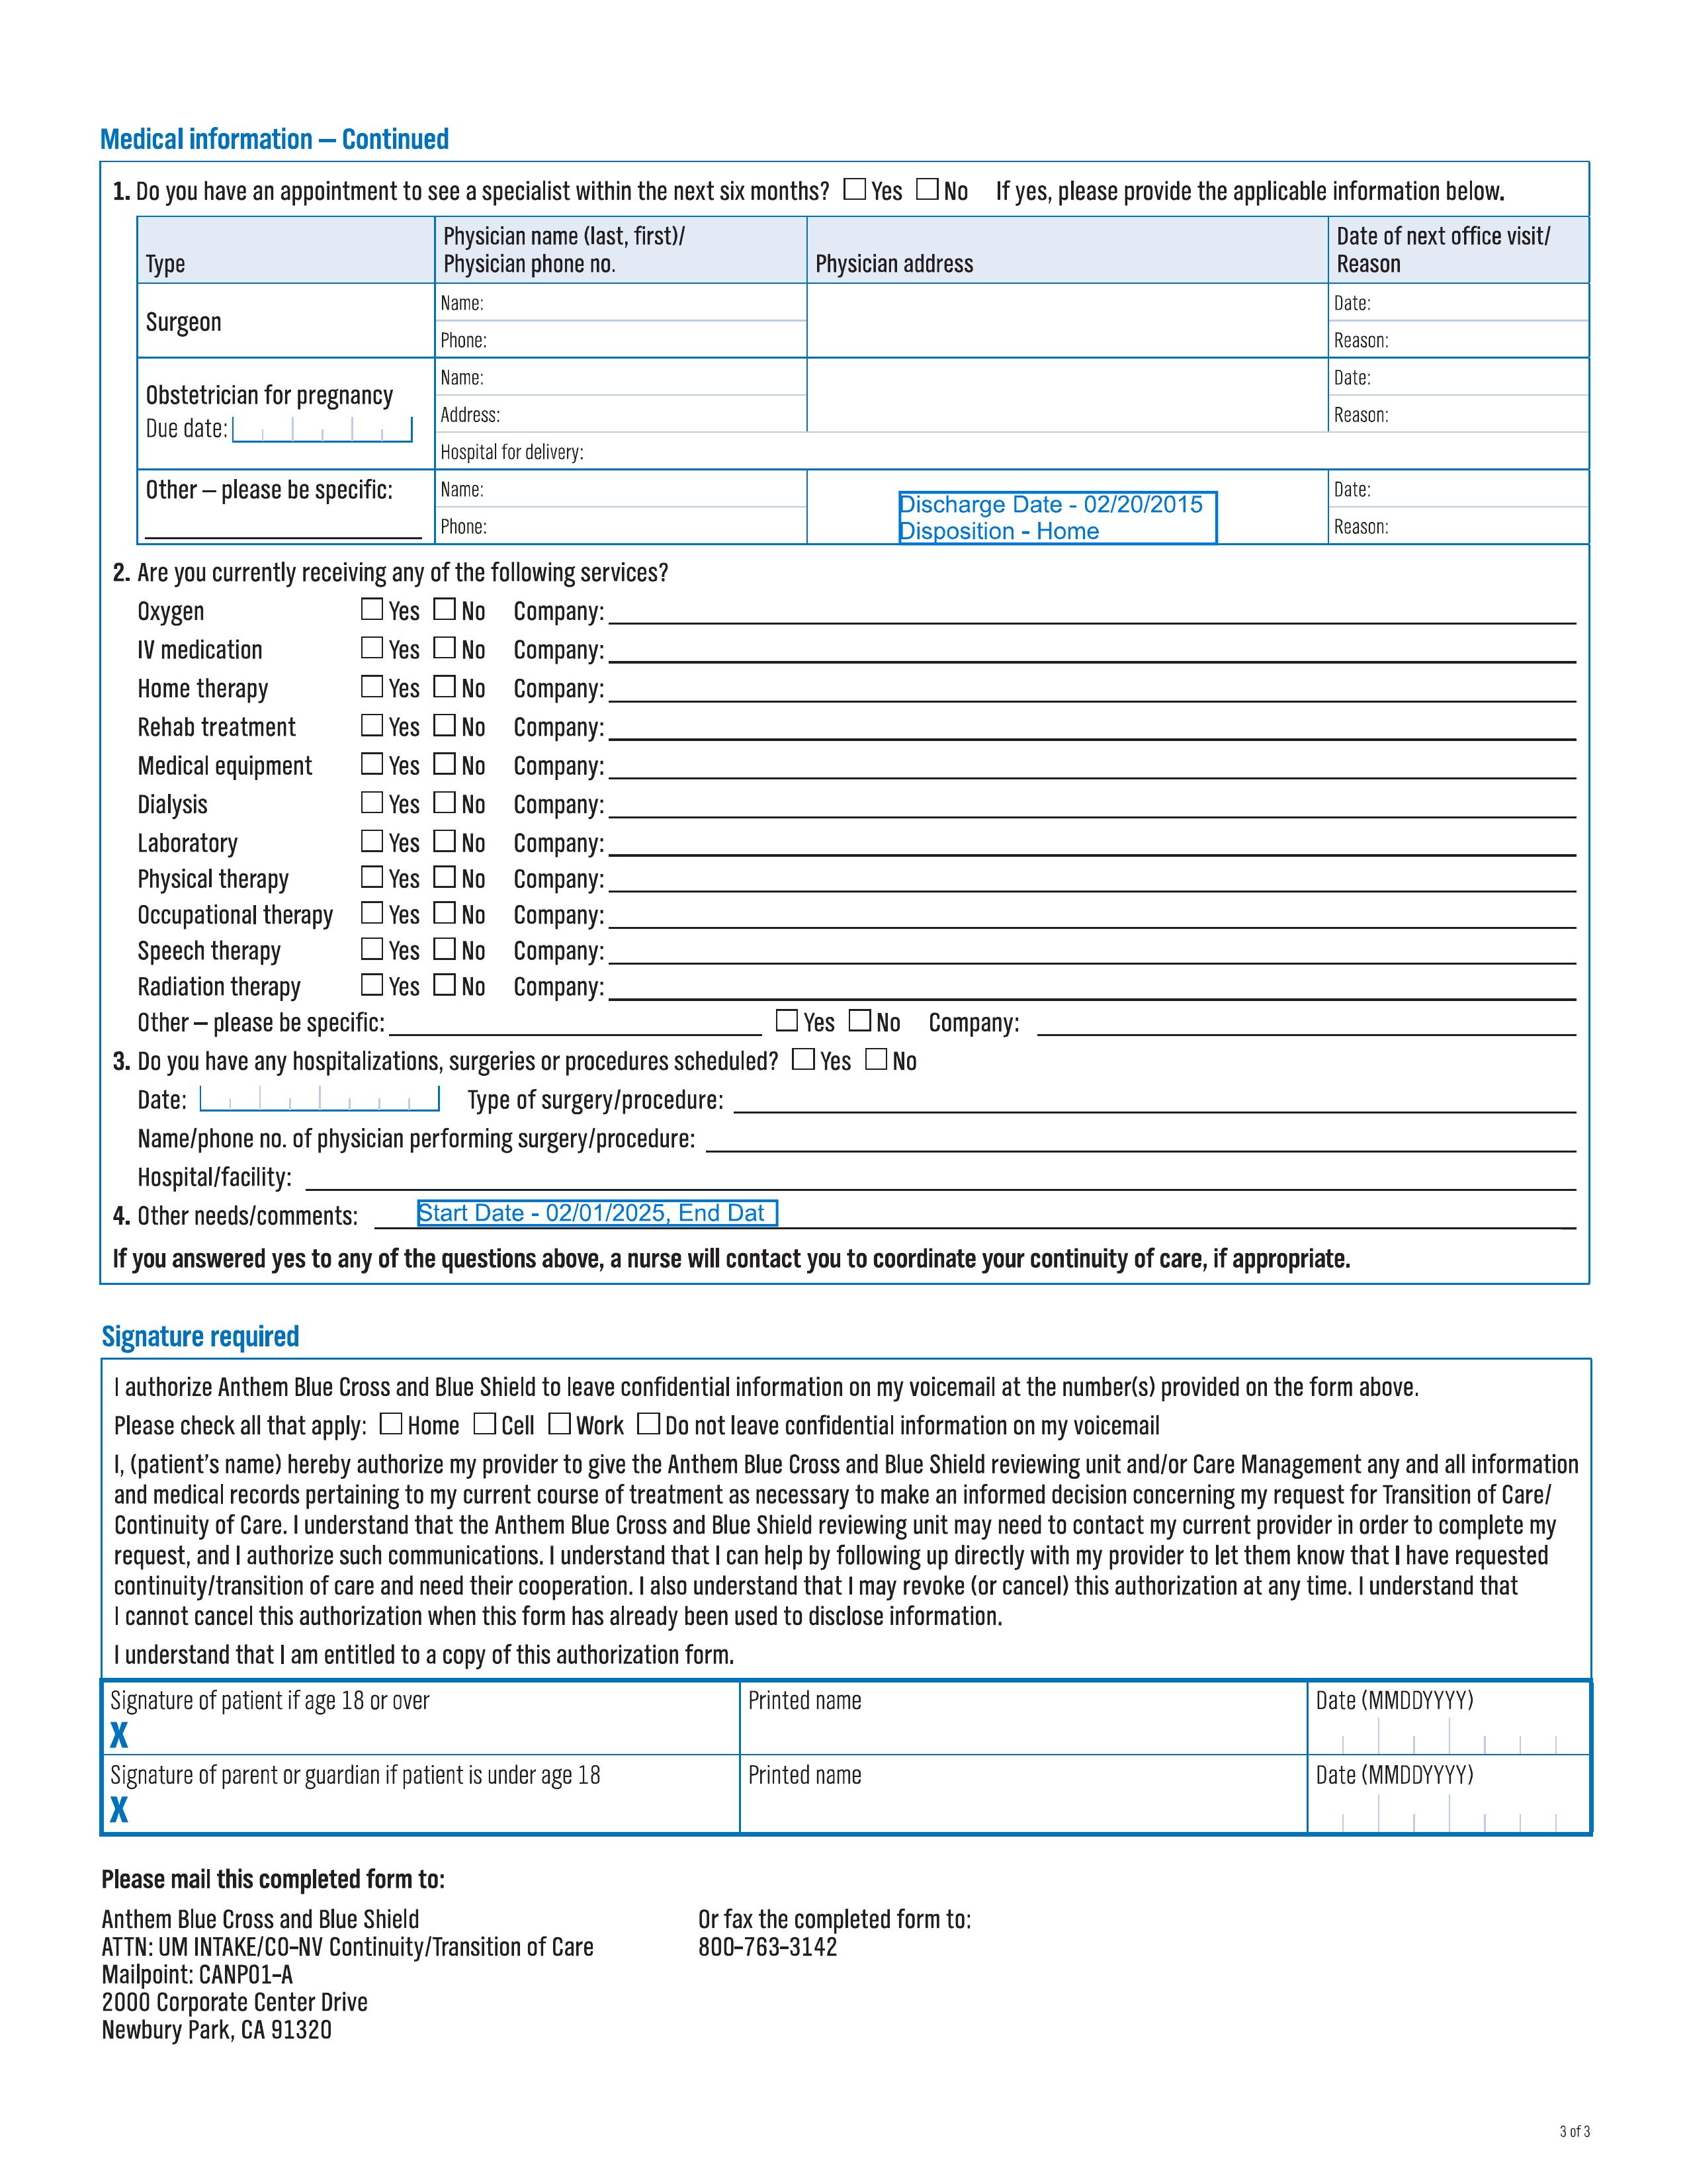 Medical information – Continued
1. Do you have an appointment to see a specialist within the next six months? Yes No If yes, please provide the applicable information below.
Type
Physician name (last, first)/
Physician phone no.
Physician address
Date of next office visit/
Reason
Surgeon
Name:
Phone:
Date:
Reason:
Obstetrician for pregnancy
Due date:
Name:
Address:
Hospital for delivery:
Date:
Reason:
Other – please be specific:
Name:
Phone:
Discharge Date - 02/20/2015
Disposition - Home
Date:
Reason:
2. Are you currently receiving any of the following services?
Oxygen Yes No Company:
IV medication Yes No Company:
Home therapy Yes No Company:
Rehab treatment Yes No Company:
Medical equipment Yes No Company:
Dialysis Yes No Company:
Laboratory Yes No Company:
Physical therapy Yes No Company:
Occupational therapy Yes No Company:
Speech therapy Yes No Company:
Radiation therapy Yes No Company:
Other – please be specific: Yes No Company:
3. Do you have any hospitalizations, surgeries or procedures scheduled? Yes No
Date: Type of surgery/procedure:
Name/phone no. of physician performing surgery/procedure:
Hospital/facility:
4. Other needs/comments: Start Date - 02/01/2025, End Dat
If you answered yes to any of the questions above, a nurse will contact you to coordinate your continuity of care, if appropriate.
Signature required
I authorize Anthem Blue Cross and Blue Shield to leave confidential information on my voicemail at the number(s) provided on the form above.
Please check all that apply: Home Cell Work Do not leave confidential information on my voicemail
I, (patient's name) hereby authorize my provider to give the Anthem Blue Cross and Blue Shield reviewing unit and/or Care Management any and all information
and medical records pertaining to my current course of treatment as necessary to make an informed decision concerning my request for Transition of Care/
Continuity of Care. I understand that the Anthem Blue Cross and Blue Shield reviewing unit may need to contact my current provider in order to complete my
request, and I authorize such communications. I understand that I can help by following up directly with my provider to let them know that I have requested
continuity/transition of care and need their cooperation. I also understand that I may revoke (or cancel) this authorization at any time. I understand that
I cannot cancel this authorization when this form has already been used to disclose information.
I understand that I am entitled to a copy of this authorization form.
Signature of patient if age 18 or over
X
Printed name
Date (MMDDYYYY)
Signature of parent or guardian if patient is under age 18
X
Printed name
Date (MMDDYYYY)
Please mail this completed form to:
Anthem Blue Cross and Blue Shield
ATTN: UM INTAKE/CO-NV Continuity/Transition of Care
Mailpoint: CANP01-A
2000 Corporate Center Drive
Newbury Park, CA 91320
Or fax the completed form to:
800-763-3142
3 of 3